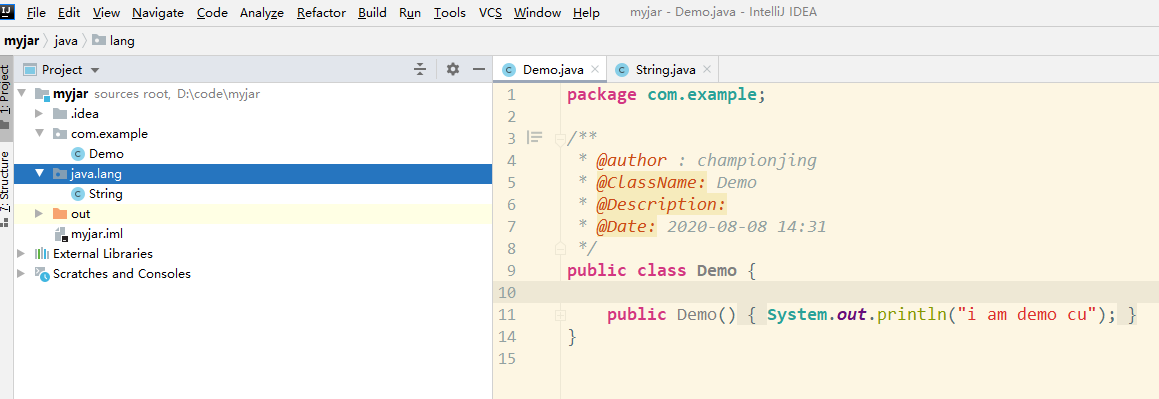 IJ File Edit View Navigate Code Analyze Refactor Build Run Tools VCS Window Help myjar - Demo.java - IntelliJ IDEA
myjar java lang
1: Project
7: Structure
Project
myjar sources root, D:\code\myjar
.idea
com.example
Demo
java.lang
String
out
myjar.iml
External Libraries
Scratches and Consoles
Demo.java String.java
1 package com.example;
2
3 /**
4 * @author : championjing
5 * @ClassName: Demo
6 * @Description:
7 * @Date: 2020-08-08 14:31
8 */
9 public class Demo {
10
11 public Demo() { System.out.println("i am demo cu"); }
14 }
15